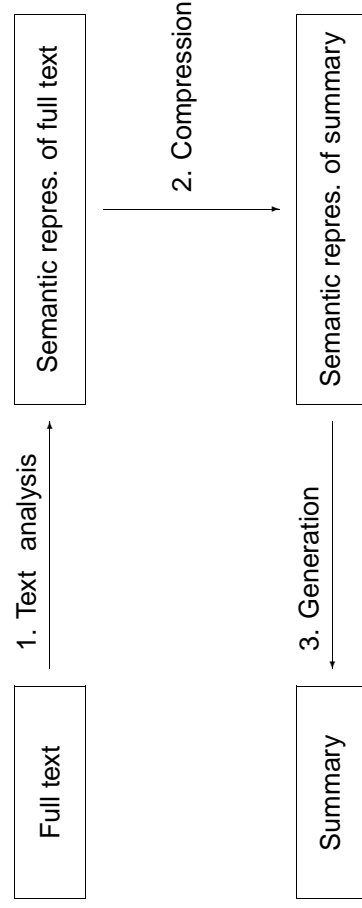 Full text
1. Text analysis
Semantic repres. of full text
2. Compression
Semantic repres. of summary
3. Generation
Summary